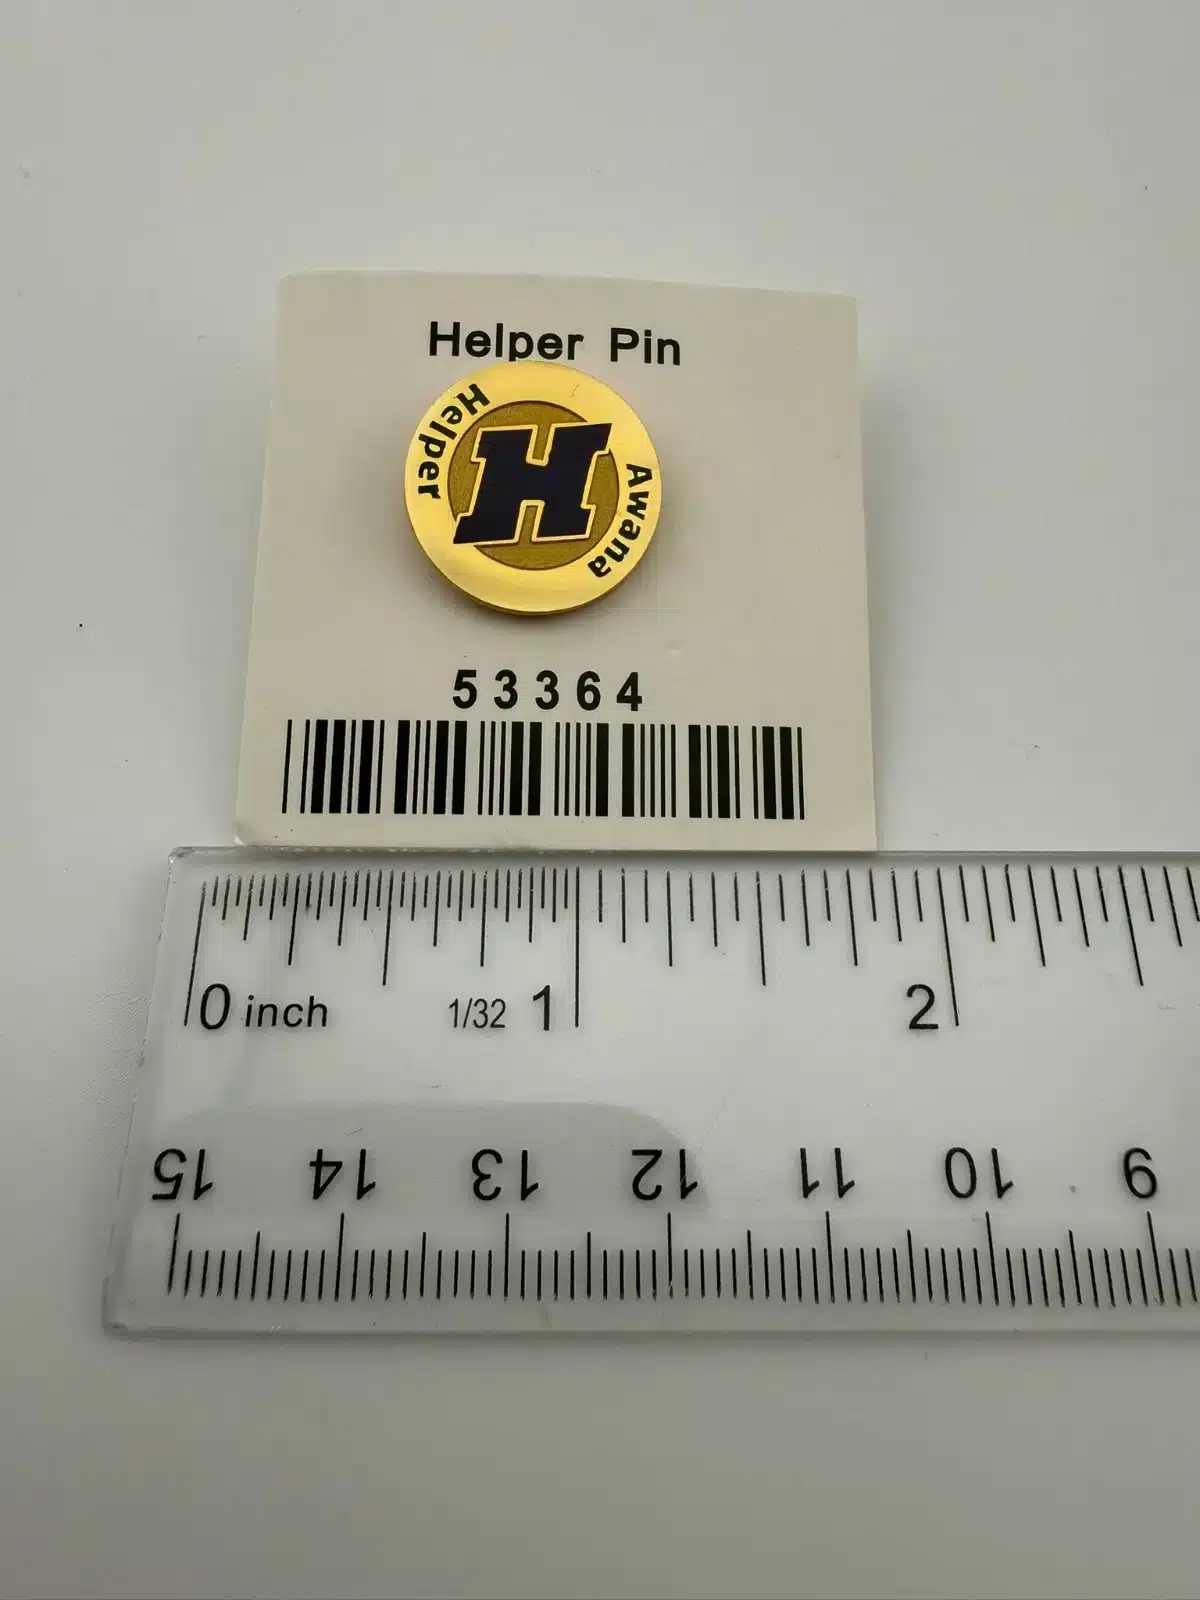 Helper Pin
Helper
H
Awana
53364
0 inch 1/32 1 2
15 14 13 12 11 10 9